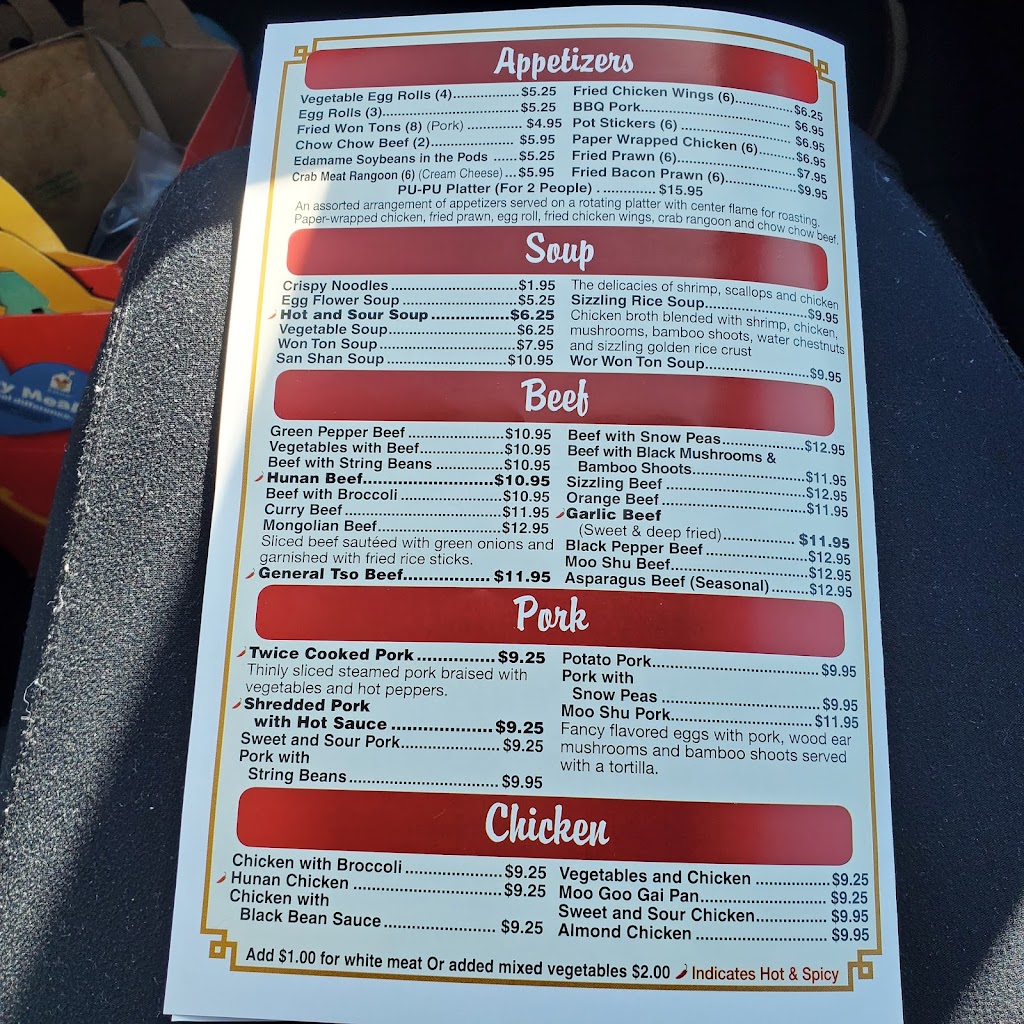 Appetizers
Vegetable Egg Rolls (4)...............$5.25
Egg Rolls (3)...............$5.25
Fried Won Tons (8) (Pork) ............. $4.95
Chow Chow Beef (2)...............$5.95
Edamame Soybeans in the Pods ......$5.25
Crab Meat Rangoon (6) (Cream Cheese)...$5.95
Fried Chicken Wings (6)..............$6.25
BBQ Pork...............$6.95
Pot Stickers (6) ...............$6.95
Paper Wrapped Chicken (6)........$6.95
Fried Prawn (6)...............$7.95
Fried Bacon Prawn (6)...............$9.95
PU-PU Platter (For 2 People) . ............ $15.95
An assorted arrangement of appetizers served on a rotating platter with center flame for roasting.
Paper-wrapped chicken, fried prawn, egg roll, fried chicken wings, crab rangoon and chow chow beef.
Soup
Crispy Noodles ...............$1.95
Egg Flower Soup ...............$5.25
Hot and Sour Soup ...............$6.25
Vegetable Soup...............$6.25
Won Ton Soup ...............$7.95
San Shan Soup ...............$10.95
The delicacies of shrimp, scallops and chicken
Sizzling Rice Soup...............$9.95
Chicken broth blended with shrimp, chicken,
mushrooms, bamboo shoots, water chestnuts
and sizzling golden rice crust
Wor Won Ton Soup...............$9.95
Beef
Green Pepper Beef ...............$10.95
Vegetables with Beef...............$10.95
Beef with String Beans ...............$10.95
Hunan Beef...............$10.95
Beef with Broccoli ...............$10.95
Curry Beef ...............$11.95
Mongolian Beef...............$12.95
Sliced beef sautéed with green onions and
garnished with fried rice sticks.
General Tso Beef............... $11.95
Beef with Snow Peas...............$12.95
Beef with Black Mushrooms &
Bamboo Shoots...............$11.95
Sizzling Beef ...............$12.95
Orange Beef ...............$11.95
Garlic Beef
(Sweet & deep fried)............... $11.95
Black Pepper Beef ...............$12.95
Moo Shu Beef...............$12.95
Asparagus Beef (Seasonal) .........$12.95
Pork
Twice Cooked Pork ...............$9.25
Thinly sliced steamed pork braised with
vegetables and hot peppers.
Shredded Pork
with Hot Sauce ...............$9.25
Sweet and Sour Pork............... $9.25
Pork with
String Beans............... $9.95
Potato Pork............... $9.95
Pork with
Snow Peas ...............$9.95
Moo Shu Pork...............$11.95
Fancy flavored eggs with pork, wood ear
mushrooms and bamboo shoots served
with a tortilla.
Chicken
Chicken with Broccoli ...............$9.25
Hunan Chicken ...............$9.25
Chicken with
Black Bean Sauce ............... $9.25
Vegetables and Chicken ...............$9.25
Moo Goo Gai Pan............... $9.25
Sweet and Sour Chicken............... $9.95
Almond Chicken ............... $9.95
Add $1.00 for white meat Or added mixed vegetables $2.00 Indicates Hot & Spicy
y Mea